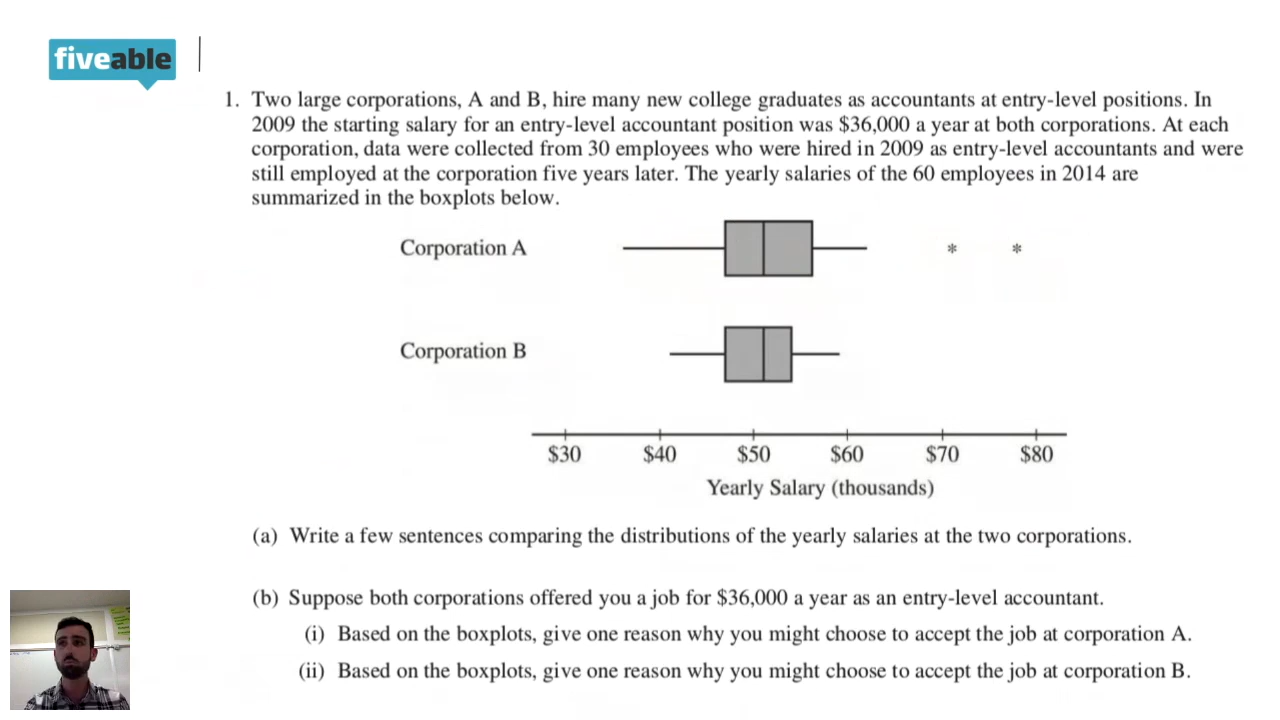 fiveable
1. Two large corporations, A and B, hire many new college graduates as accountants at entry-level positions. In
2009 the starting salary for an entry-level accountant position was $36,000 a year at both corporations. At each
corporation, data were collected from 30 employees who were hired in 2009 as entry-level accountants and were
still employed at the corporation five years later. The yearly salaries of the 60 employees in 2014 are
summarized in the boxplots below.
Corporation A
* *
Corporation B
$30 $40 $50 $60 $70 $80
Yearly Salary (thousands)
(a) Write a few sentences comparing the distributions of the yearly salaries at the two corporations.
(b) Suppose both corporations offered you a job for $36,000 a year as an entry-level accountant.
(i) Based on the boxplots, give one reason why you might choose to accept the job at corporation A.
(ii) Based on the boxplots, give one reason why you might choose to accept the job at corporation B.